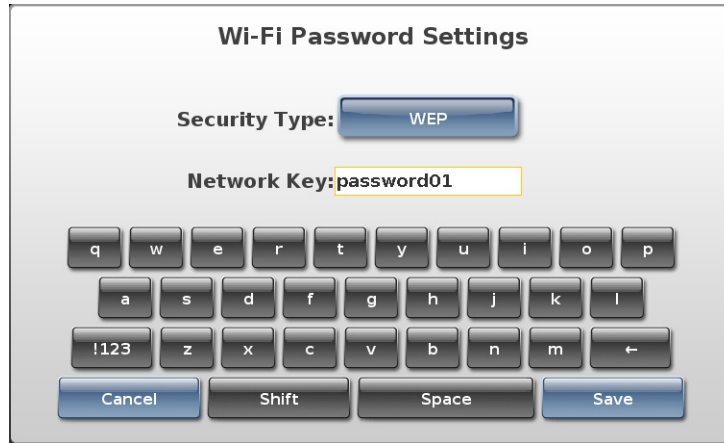 Wi-Fi Password Settings
Security Type: WEP
Network Key: password01
q w e r t y u i o p
a s d f g h j k l
!123 z x c v b n m ←
Cancel Shift Space Save